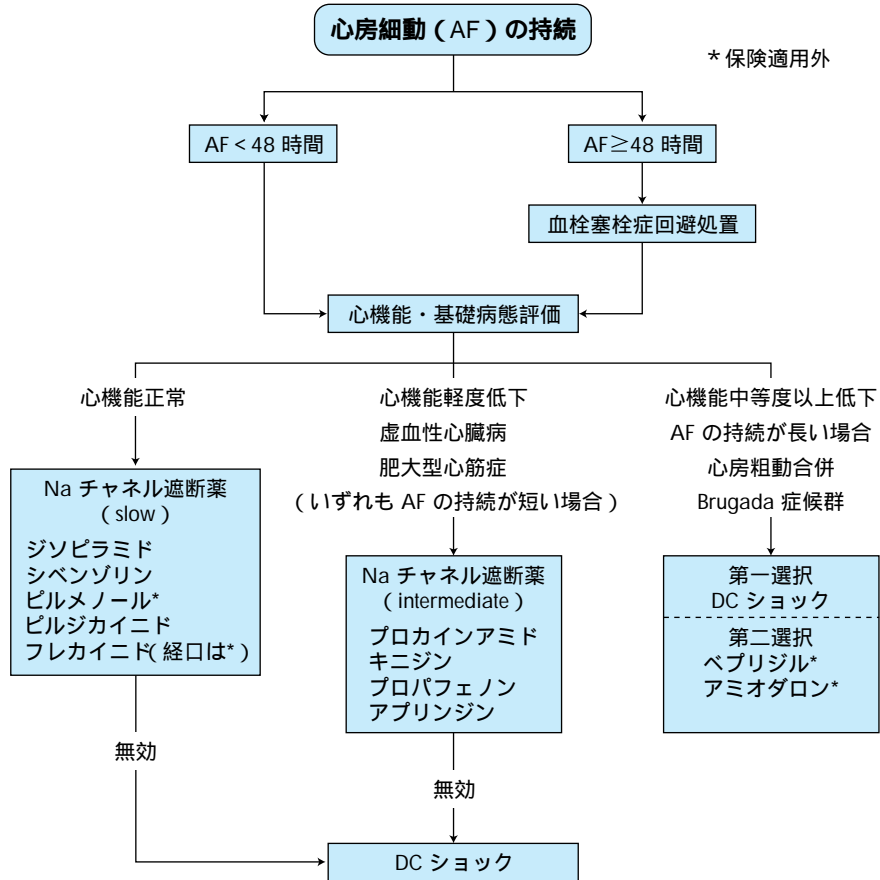 心房細動（AF）の持続
*保険適用外
AF＜48 時間
AF≧48 時間
血栓塞栓症回避処置
心機能・基礎病態評価
心機能正常
心機能軽度低下
虚血性心臓病
肥大型心筋症
（いずれも AF の持続が短い場合）
心機能中等度以上低下
AF の持続が長い場合
心房粗動合併
Brugada 症候群
Na チャネル遮断薬
（slow）
ジソピラミド
シベンゾリン
ピルメノール*
ピルジカイニド
フレカイニド（経口は*）
Na チャネル遮断薬
（intermediate）
プロカインアミド
キニジン
プロパフェノン
アプリンジン
第一選択
DC ショック
第二選択
ベプリジル*
アミオダロン*
無効
無効
DC ショック